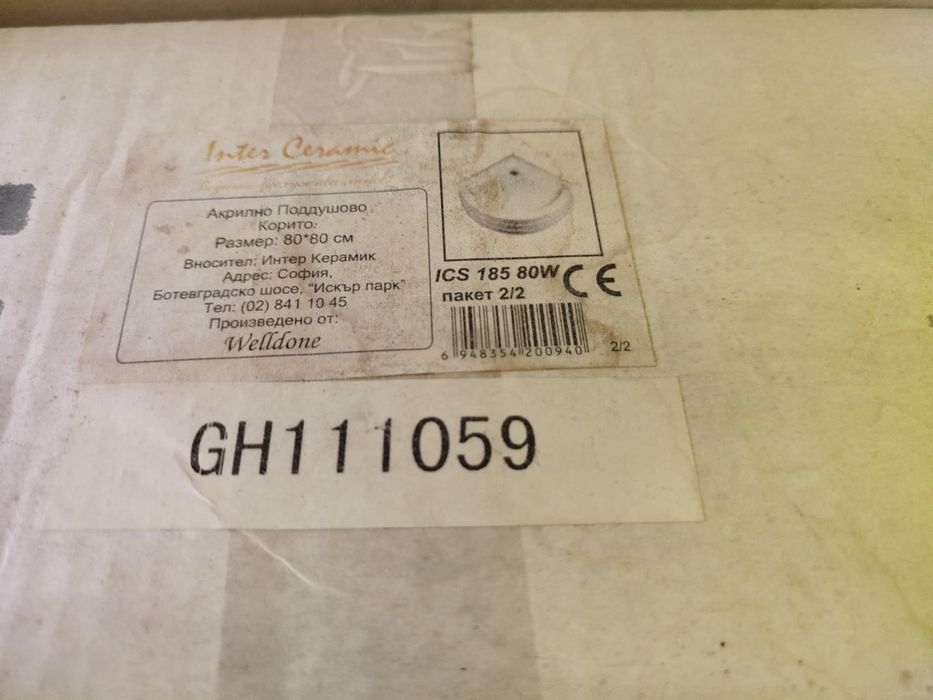 Inter Ceramic
Акрилно Поддушово
Корито:
Размер: 80*80 см
Вносител: Интер Керамик
Адрес: София,
Ботевградско шосе, "Искър парк"
Тел: (02) 841 10 45
Произведено от:
Welldone
ICS 185 80W CE
пакет 2/2
6 948354 200940
2/2
GH111059